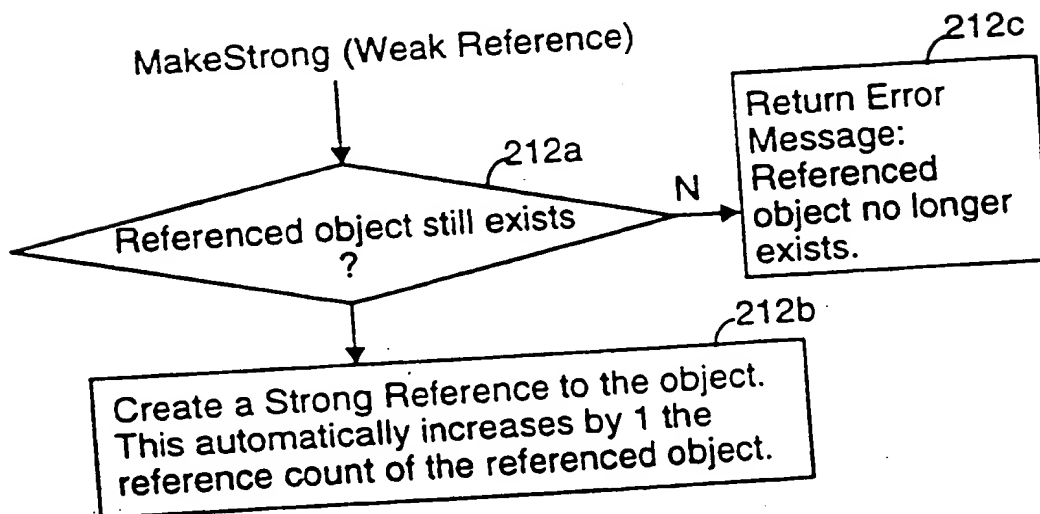 MakeStrong (Weak Reference)
212c
Return Error
Message:
Referenced
object no longer
exists.
212a
N
Referenced object still exists
?
212b
Create a Strong Reference to the object.
This automatically increases by 1 the
reference count of the referenced object.